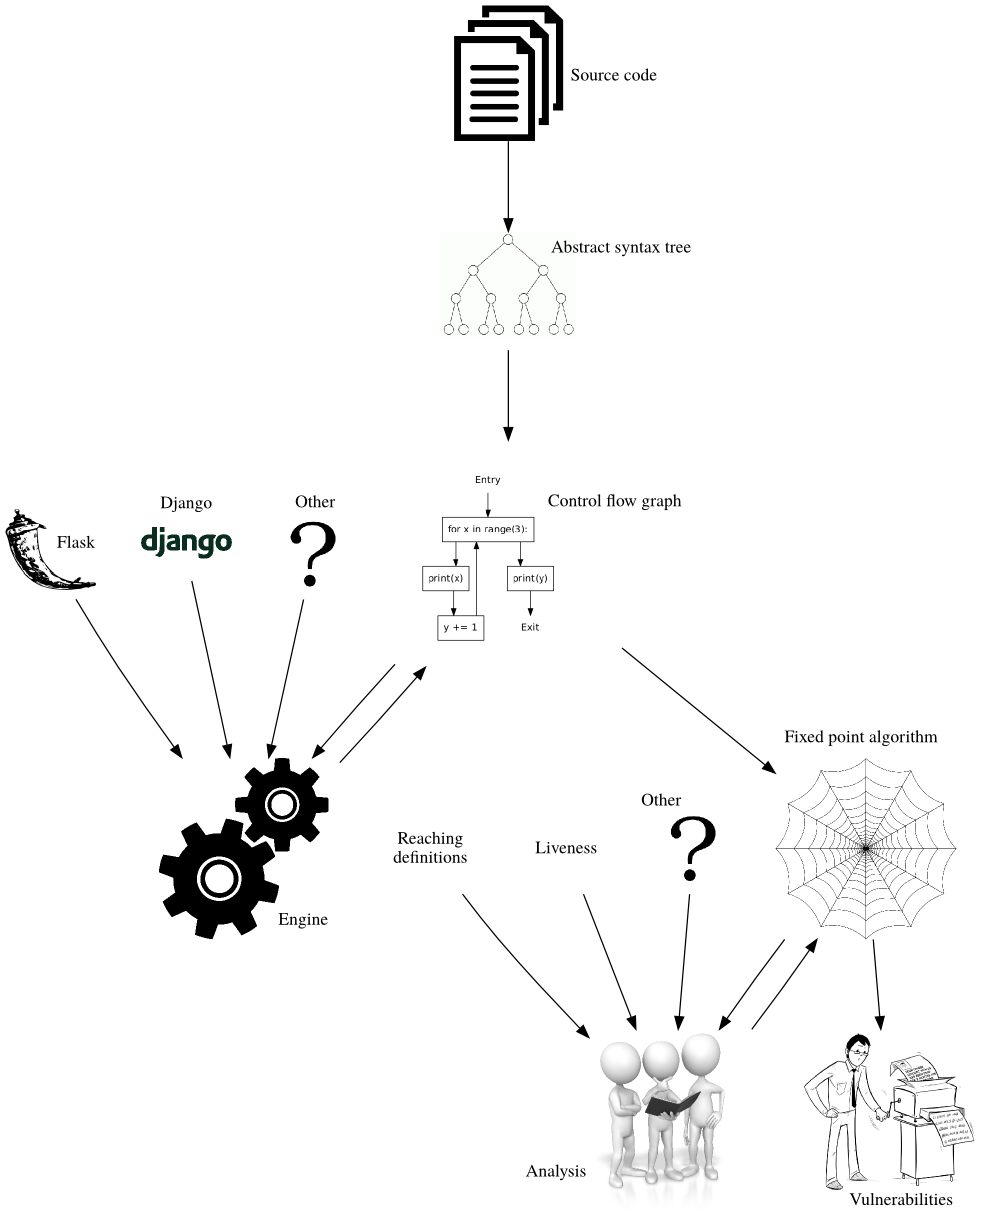 Source code
Abstract syntax tree
Entry
Control flow graph
for x in range(3):
print(x)
print(y)
y += 1
Exit
Flask
Django
django
Other
?
Engine
Fixed point algorithm
Reaching
definitions
Liveness
Other
?
Analysis
Vulnerabilities